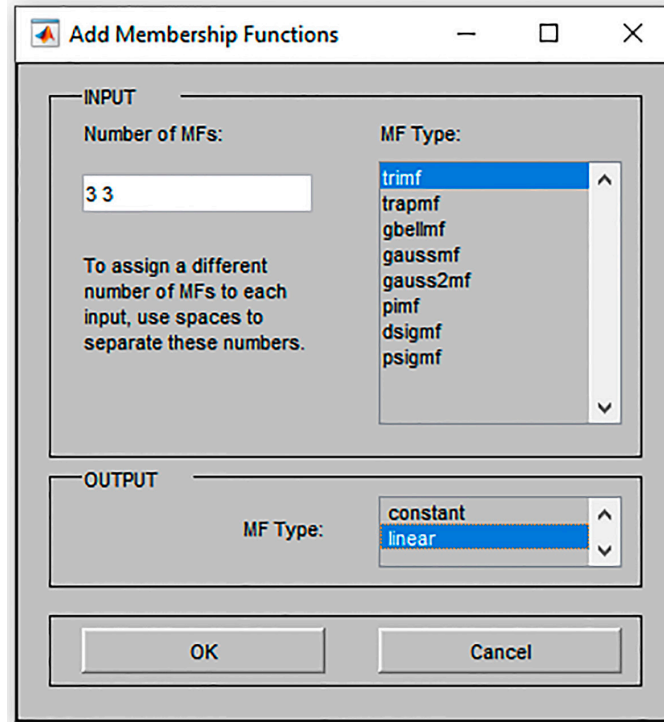 Add Membership Functions
INPUT
Number of MFs:
3 3
To assign a different
number of MFs to each
input, use spaces to
separate these numbers.
MF Type:
trimf
trapmf
gbellmf
gaussmf
gauss2mf
pimf
dsigmf
psigmf
OUTPUT
MF Type:
constant
linear
OK
Cancel